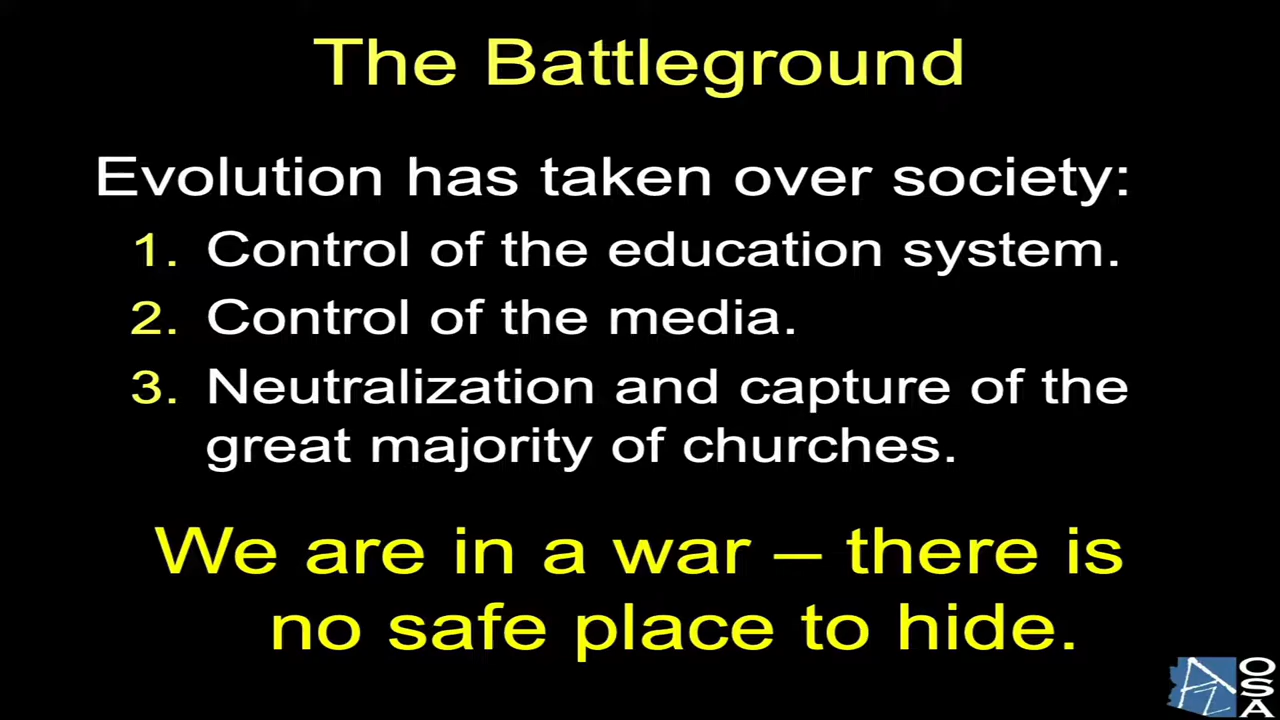 The Battleground
Evolution has taken over society:
1. Control of the education system.
2. Control of the media.
3. Neutralization and capture of the
great majority of churches.
We are in a war – there is
no safe place to hide.
AZ
OSA